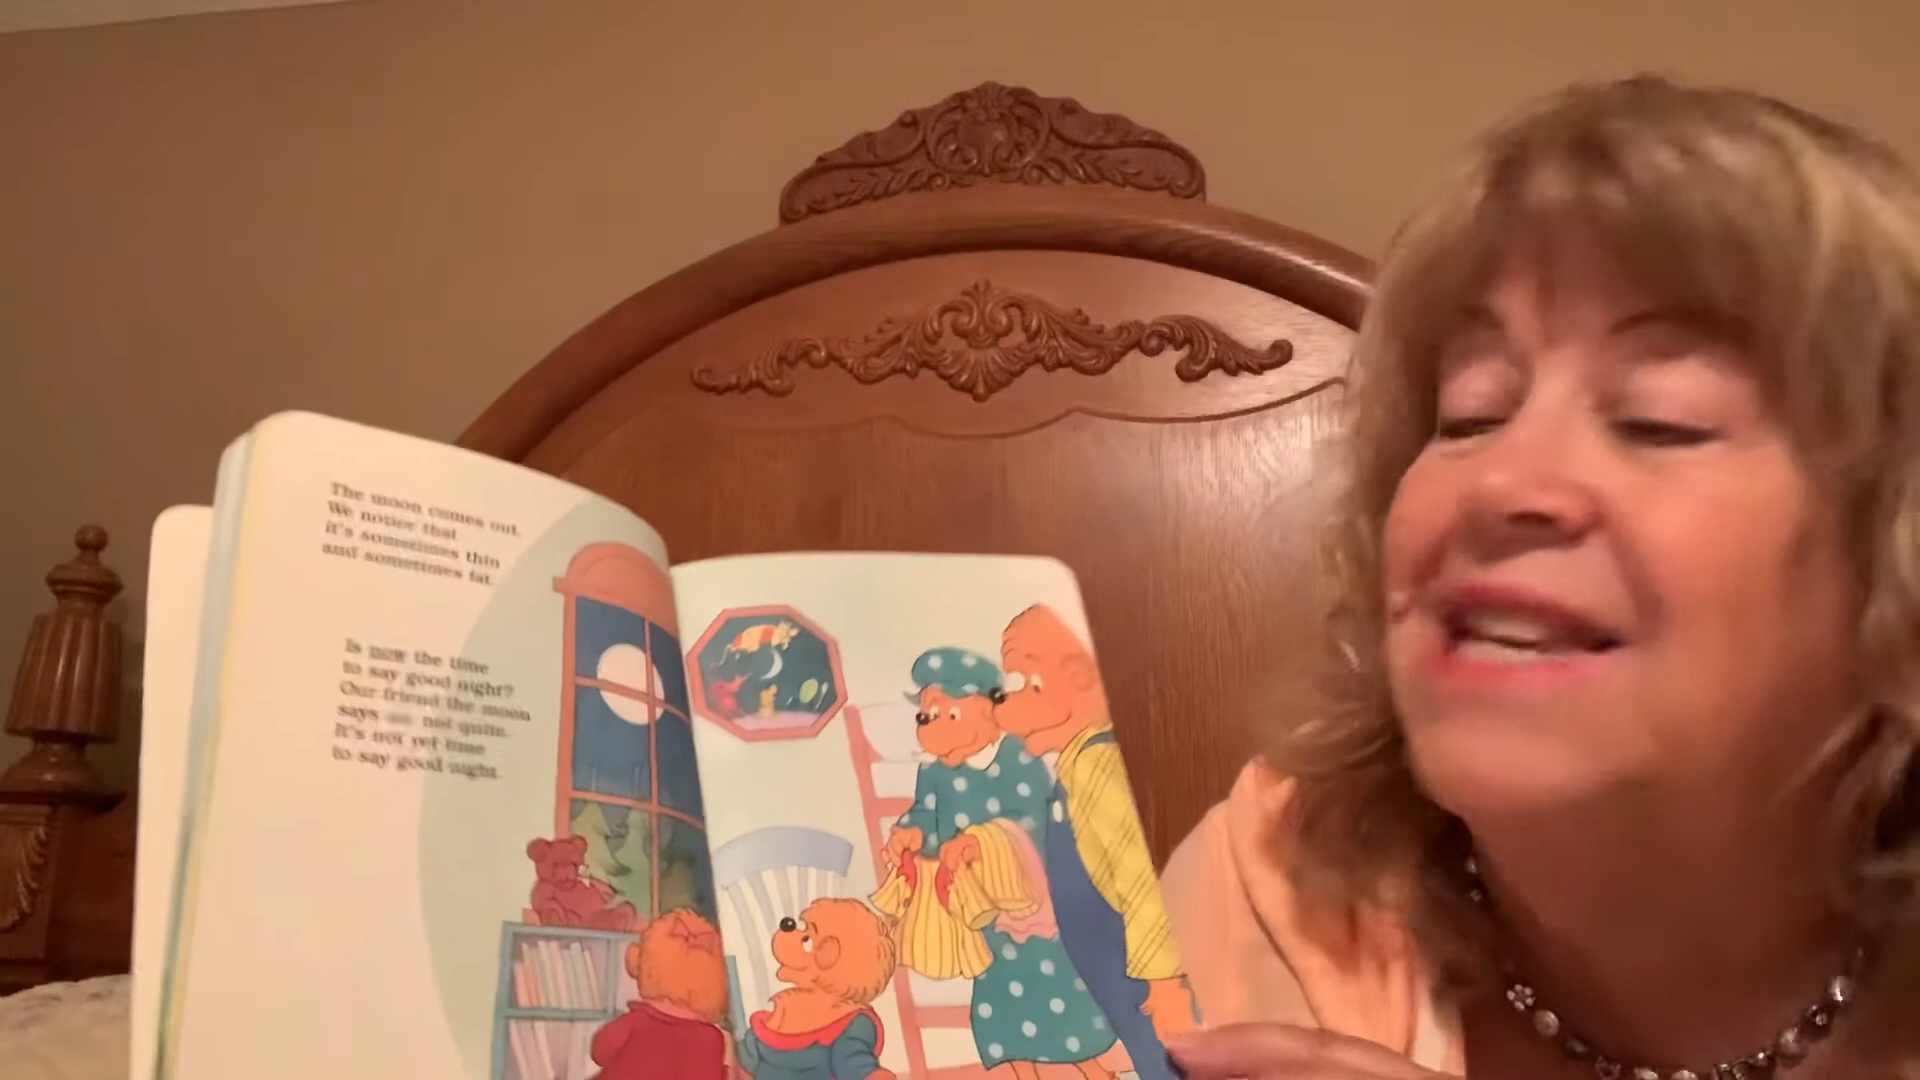 The moon comes out.
We notice that
it's sometimes thin
and sometimes fat.
Is now the time
to say good night?
Our friend the moon
says not quite.
It's not yet time
to say good night.